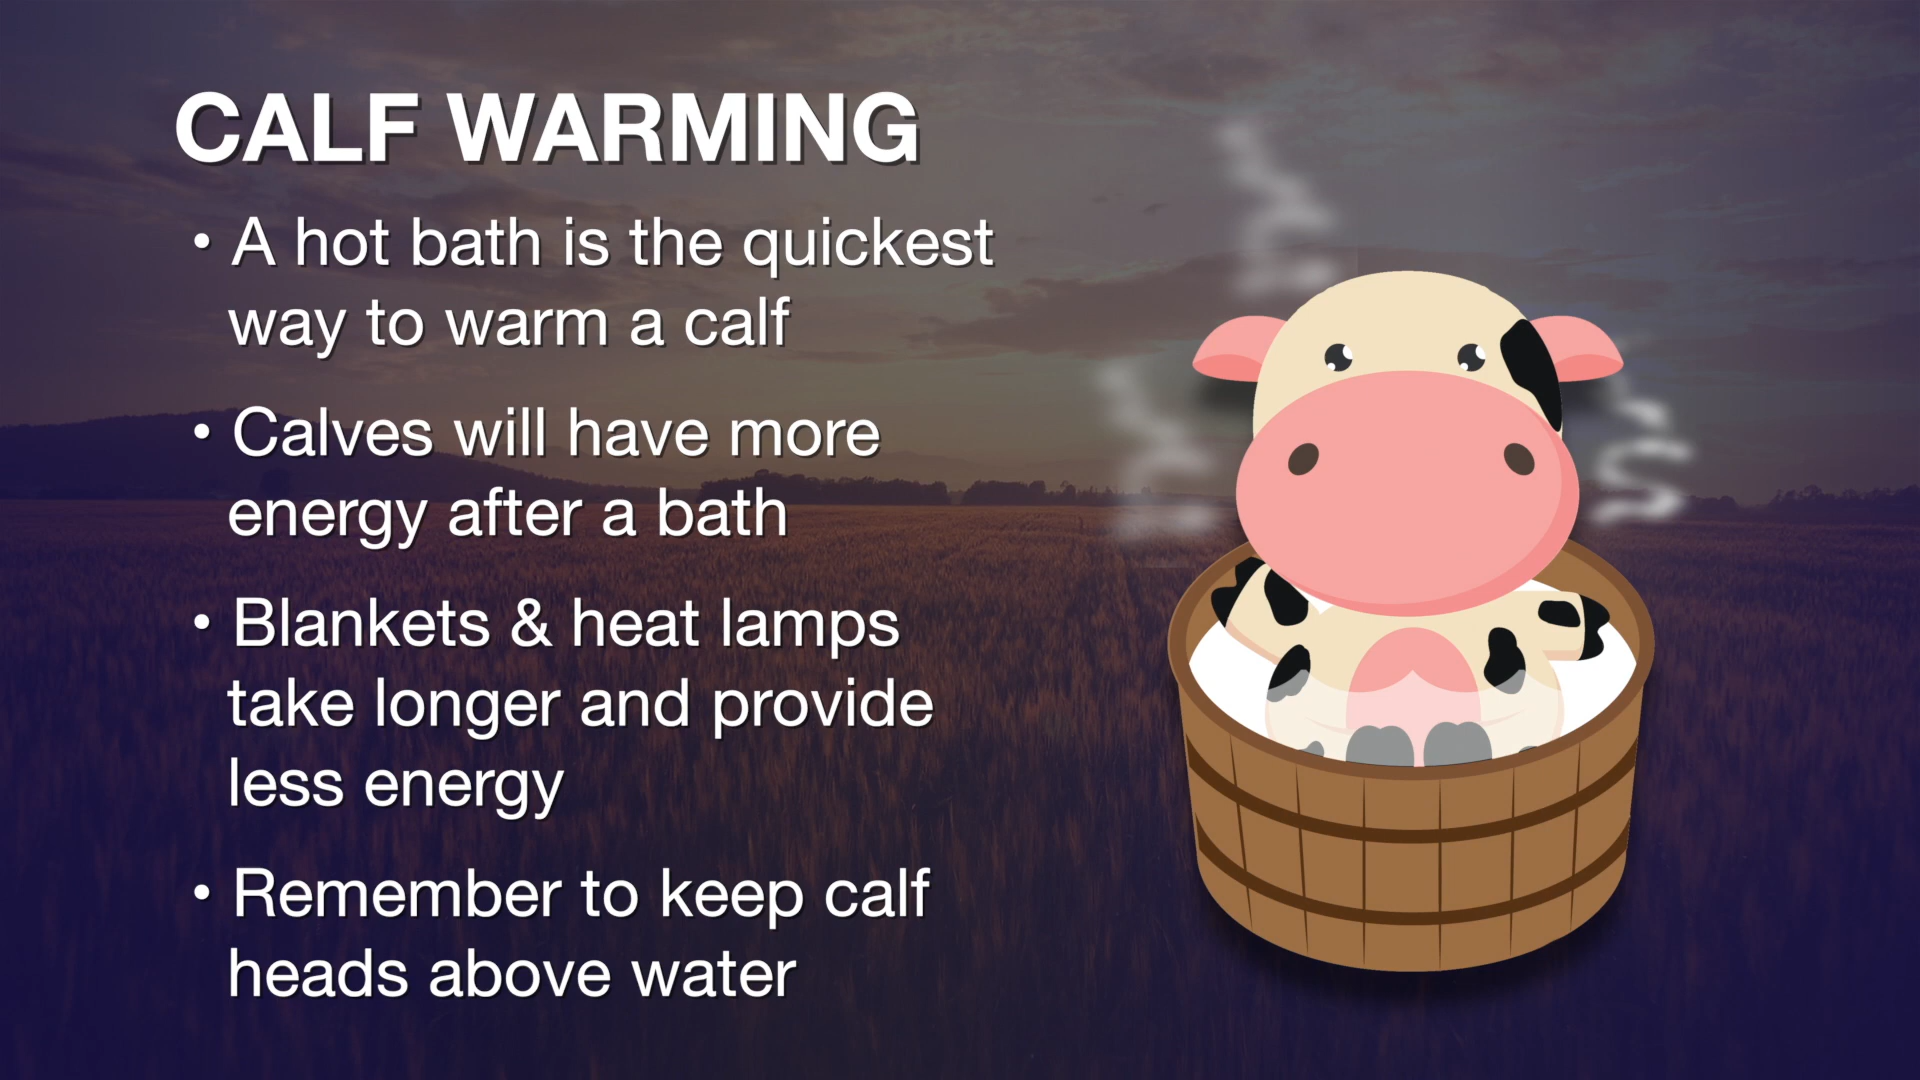 CALF WARMING
• A hot bath is the quickest
way to warm a calf
• Calves will have more
energy after a bath
• Blankets & heat lamps
take longer and provide
less energy
• Remember to keep calf
heads above water